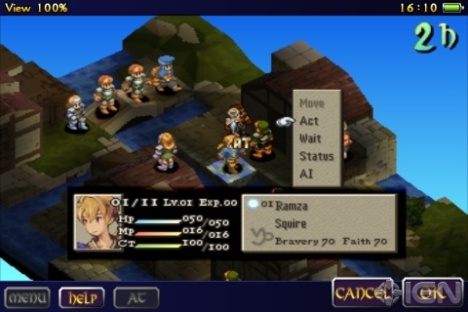 View 100%
16:10
2h
Move
Act
Wait
Status
AI
AT
01/11 Lv.01 Exp.00
Hp 050/050
Mp 016/016
CT 100/100
01 Ramza
Squire
Bravery 70 Faith 70
MENU
HELP
AT
CANCEL
OK
IGN